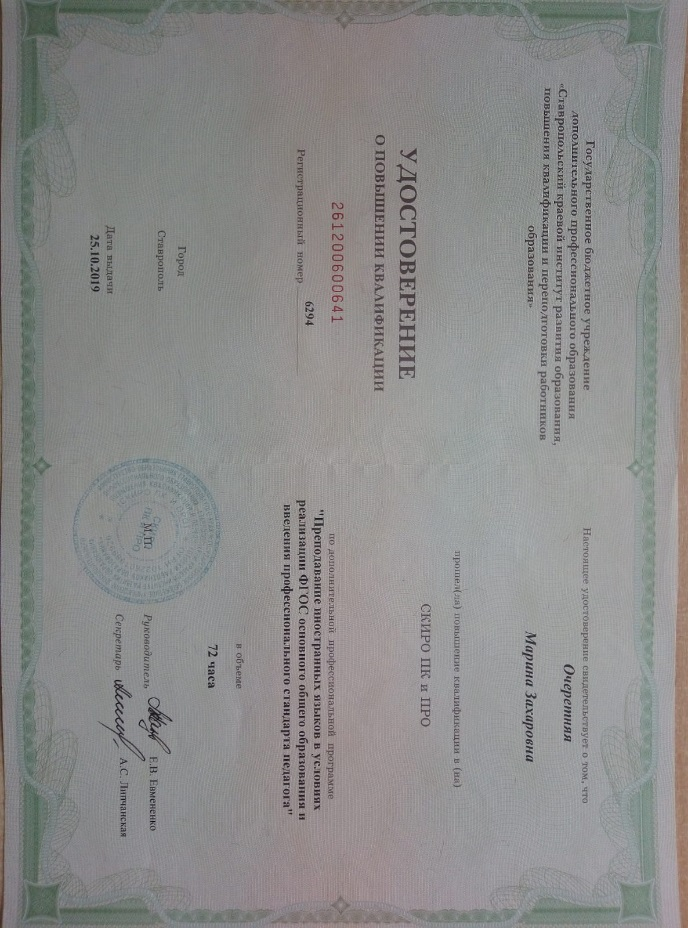 Государственное бюджетное учреждение
дополнительного профессионального образования
«Ставропольский краевой институт развития образования,
повышения квалификации и переподготовки работников
образования»
УДОСТОВЕРЕНИЕ
О ПОВЫШЕНИИ КВАЛИФИКАЦИИ
261200600641
Регистрационный номер 6294
Город
Ставрополь
Дата выдачи
25.10.2019
Настоящее удостоверение свидетельствует о том, что
Очеретняя
Марина Захаровна
прошел(ла) повышение квалификации в (на)
СКИРО ПК и ПРО
по дополнительной профессиональной программе
"Преподавание иностранных языков в условиях
реализации ФГОС основного общего образования и
введения профессионального стандарта педагога"
в объеме
72 часа
М.П.
Руководитель Е.В. Евмененко
Секретарь А.С. Липчанская